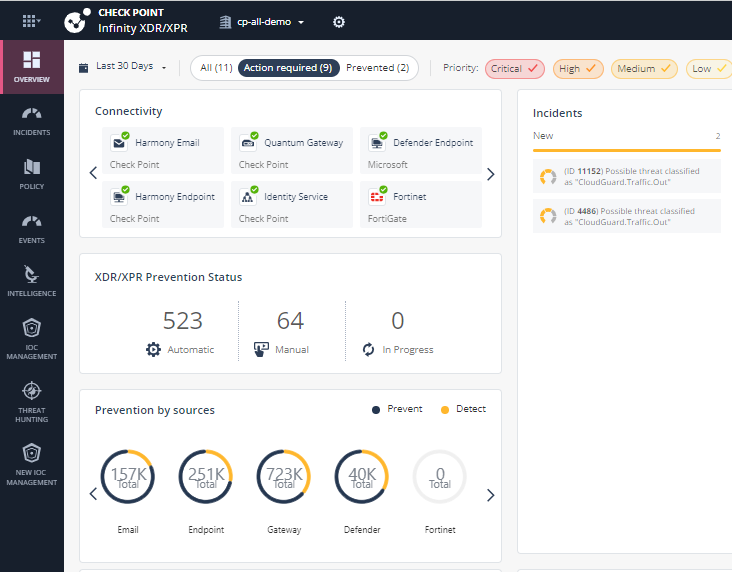 CHECK POINT
Infinity XDR/XPR
cp-all-demo
OVERVIEW
INCIDENTS
POLICY
EVENTS
INTELLIGENCE
IOC
MANAGEMENT
THREAT
HUNTING
NEW IOC
MANAGEMENT
Last 30 Days
All (11) Action required (9) Prevented (2)
Priority: Critical High Medium Low
Connectivity
Harmony Email
Check Point
Quantum Gateway
Check Point
Defender Endpoint
Microsoft
Harmony Endpoint
Check Point
Identity Service
Check Point
Fortinet
FortiGate
XDR/XPR Prevention Status
523
Automatic
64
Manual
0
In Progress
Prevention by sources
Prevent Detect
157K
Total
Email
251K
Total
Endpoint
723K
Total
Gateway
40K
Total
Defender
0
Total
Fortinet
Incidents
New 2
(ID 11152) Possible threat classified
as "CloudGuard.Traffic.Out"
(ID 4486) Possible threat classified
as "CloudGuard.Traffic.Out"